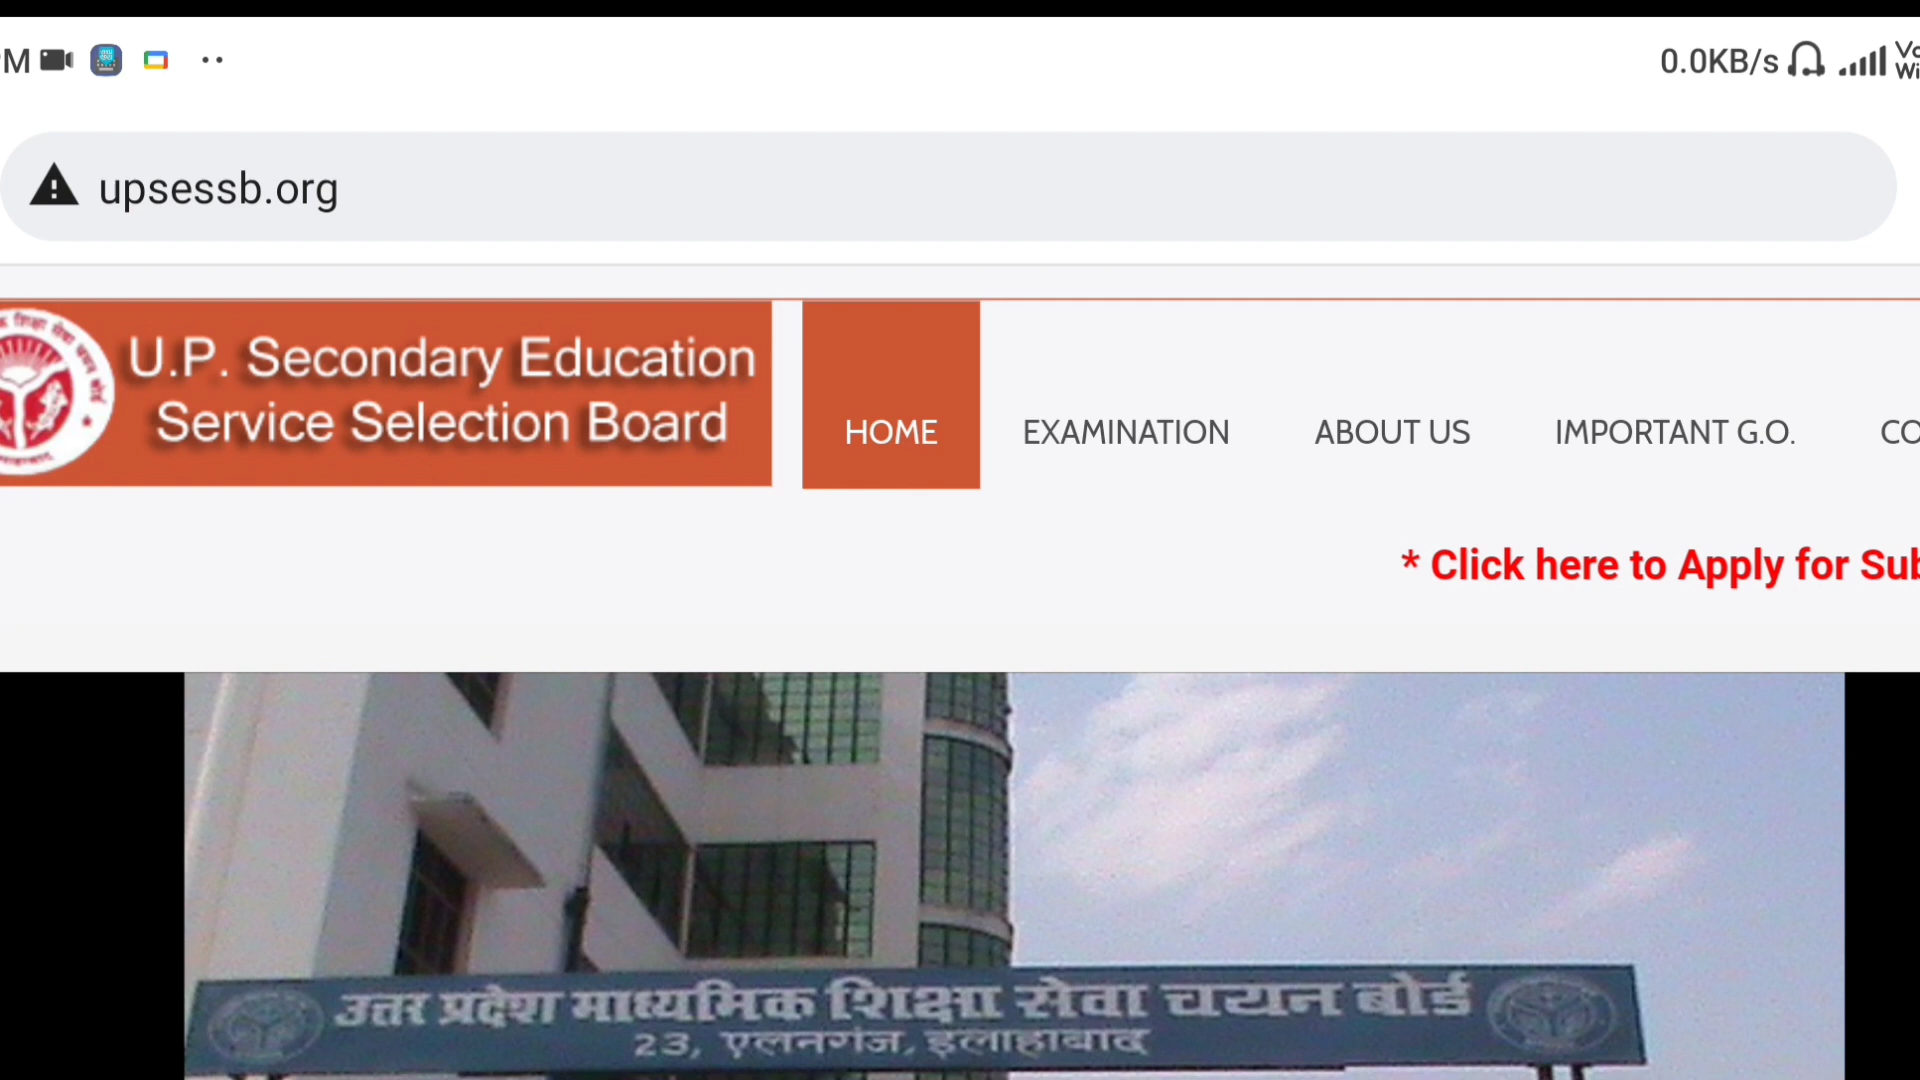 0.0KB/s
upsessb.org
U.P. Secondary Education
Service Selection Board
HOME EXAMINATION ABOUT US IMPORTANT G.O.
* Click here to Apply for
उत्तर प्रदेश माध्यमिक शिक्षा सेवा चयन बोर्ड
23, एलनगंज, इलाहाबाद